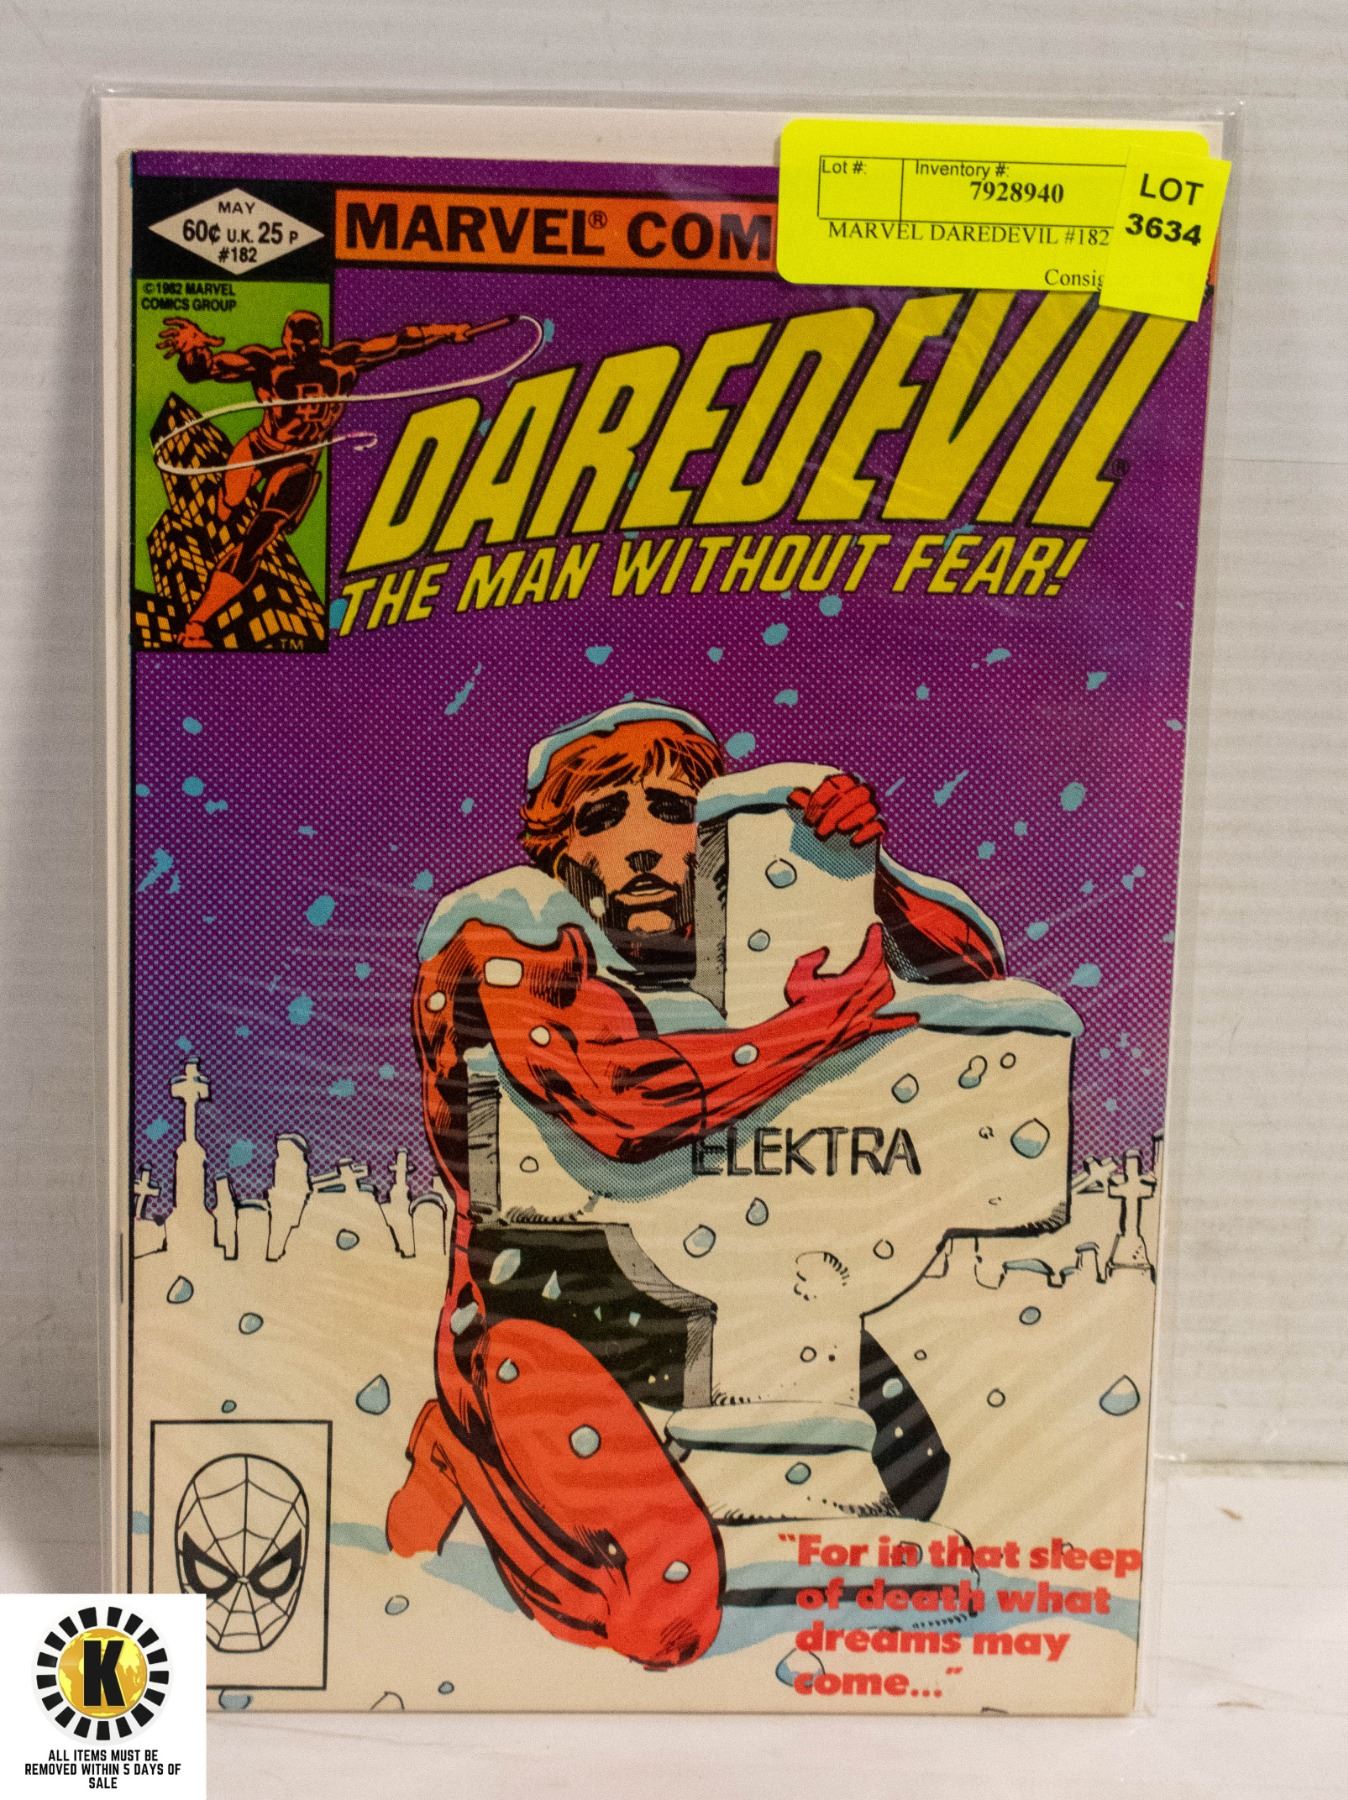 Lot #:
Inventory #:
7928940
MARVEL DAREDEVIL #182
LOT
3634
MAY
60¢ U.K. 25 P
#182
MARVEL® COM
©1982 MARVEL
COMICS GROUP
DD
TM
DAREDEVIL®
THE MAN WITHOUT FEAR!
ELEKTRA
"For in that sleep
of death what
dreams may
come..."
K
ALL ITEMS MUST BE
REMOVED WITHIN 5 DAYS OF
SALE